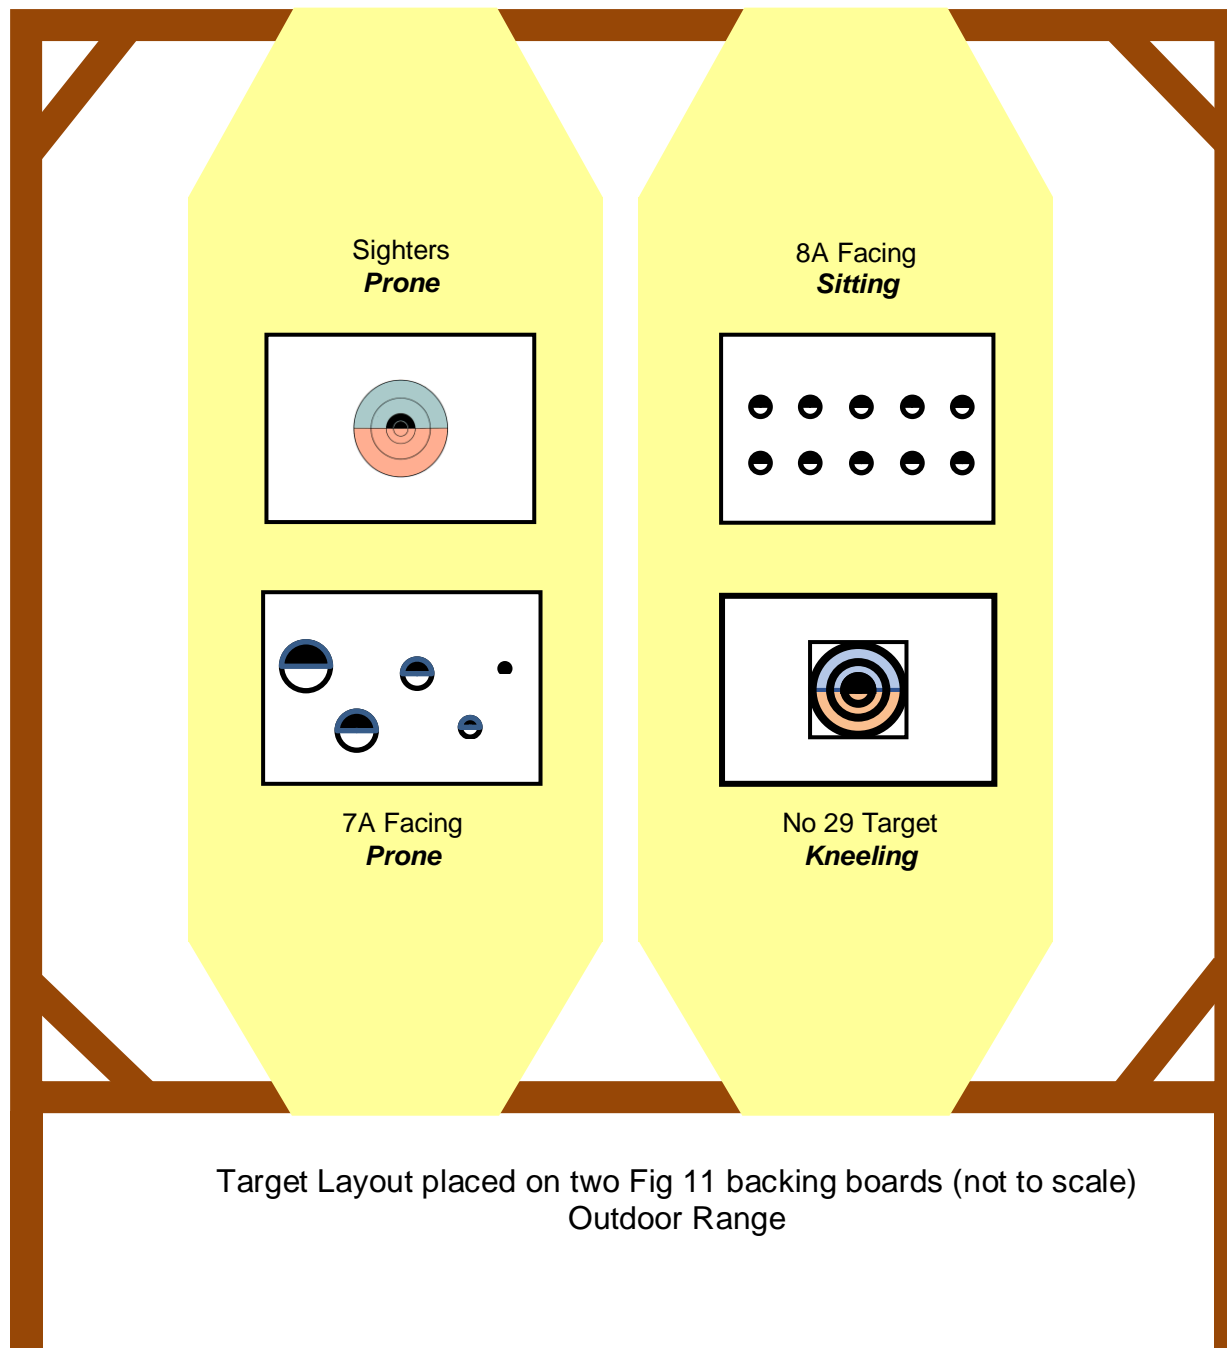 Sighters
Prone
8A Facing
Sitting
7A Facing
Prone
No 29 Target
Kneeling
Target Layout placed on two Fig 11 backing boards (not to scale)
Outdoor Range